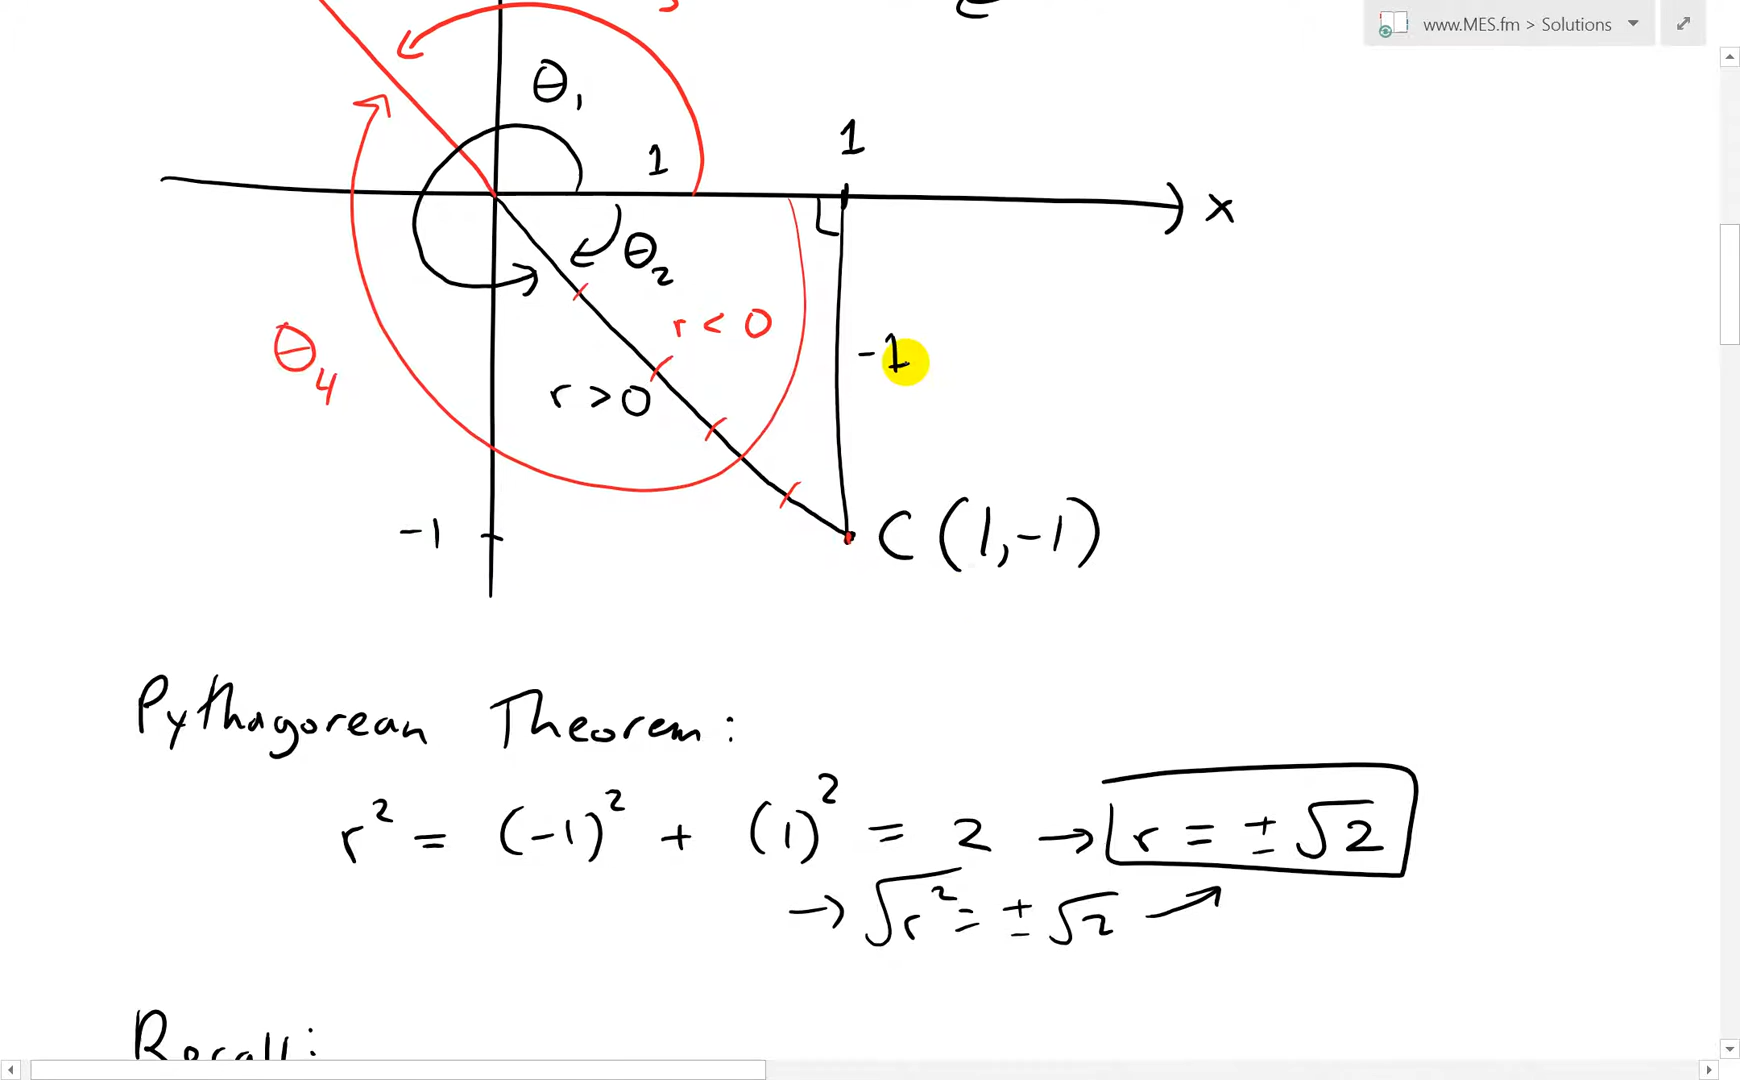 www.MES.fm > Solutions
θ₁
1
1
x
θ₂
r < 0
θ₄
-1
r > 0
-1
C (1, -1)
Pythagorean Theorem:
r² = (-1)² + (1)² = 2 → r = ± √2
→ √r² = ± √2
Recall: